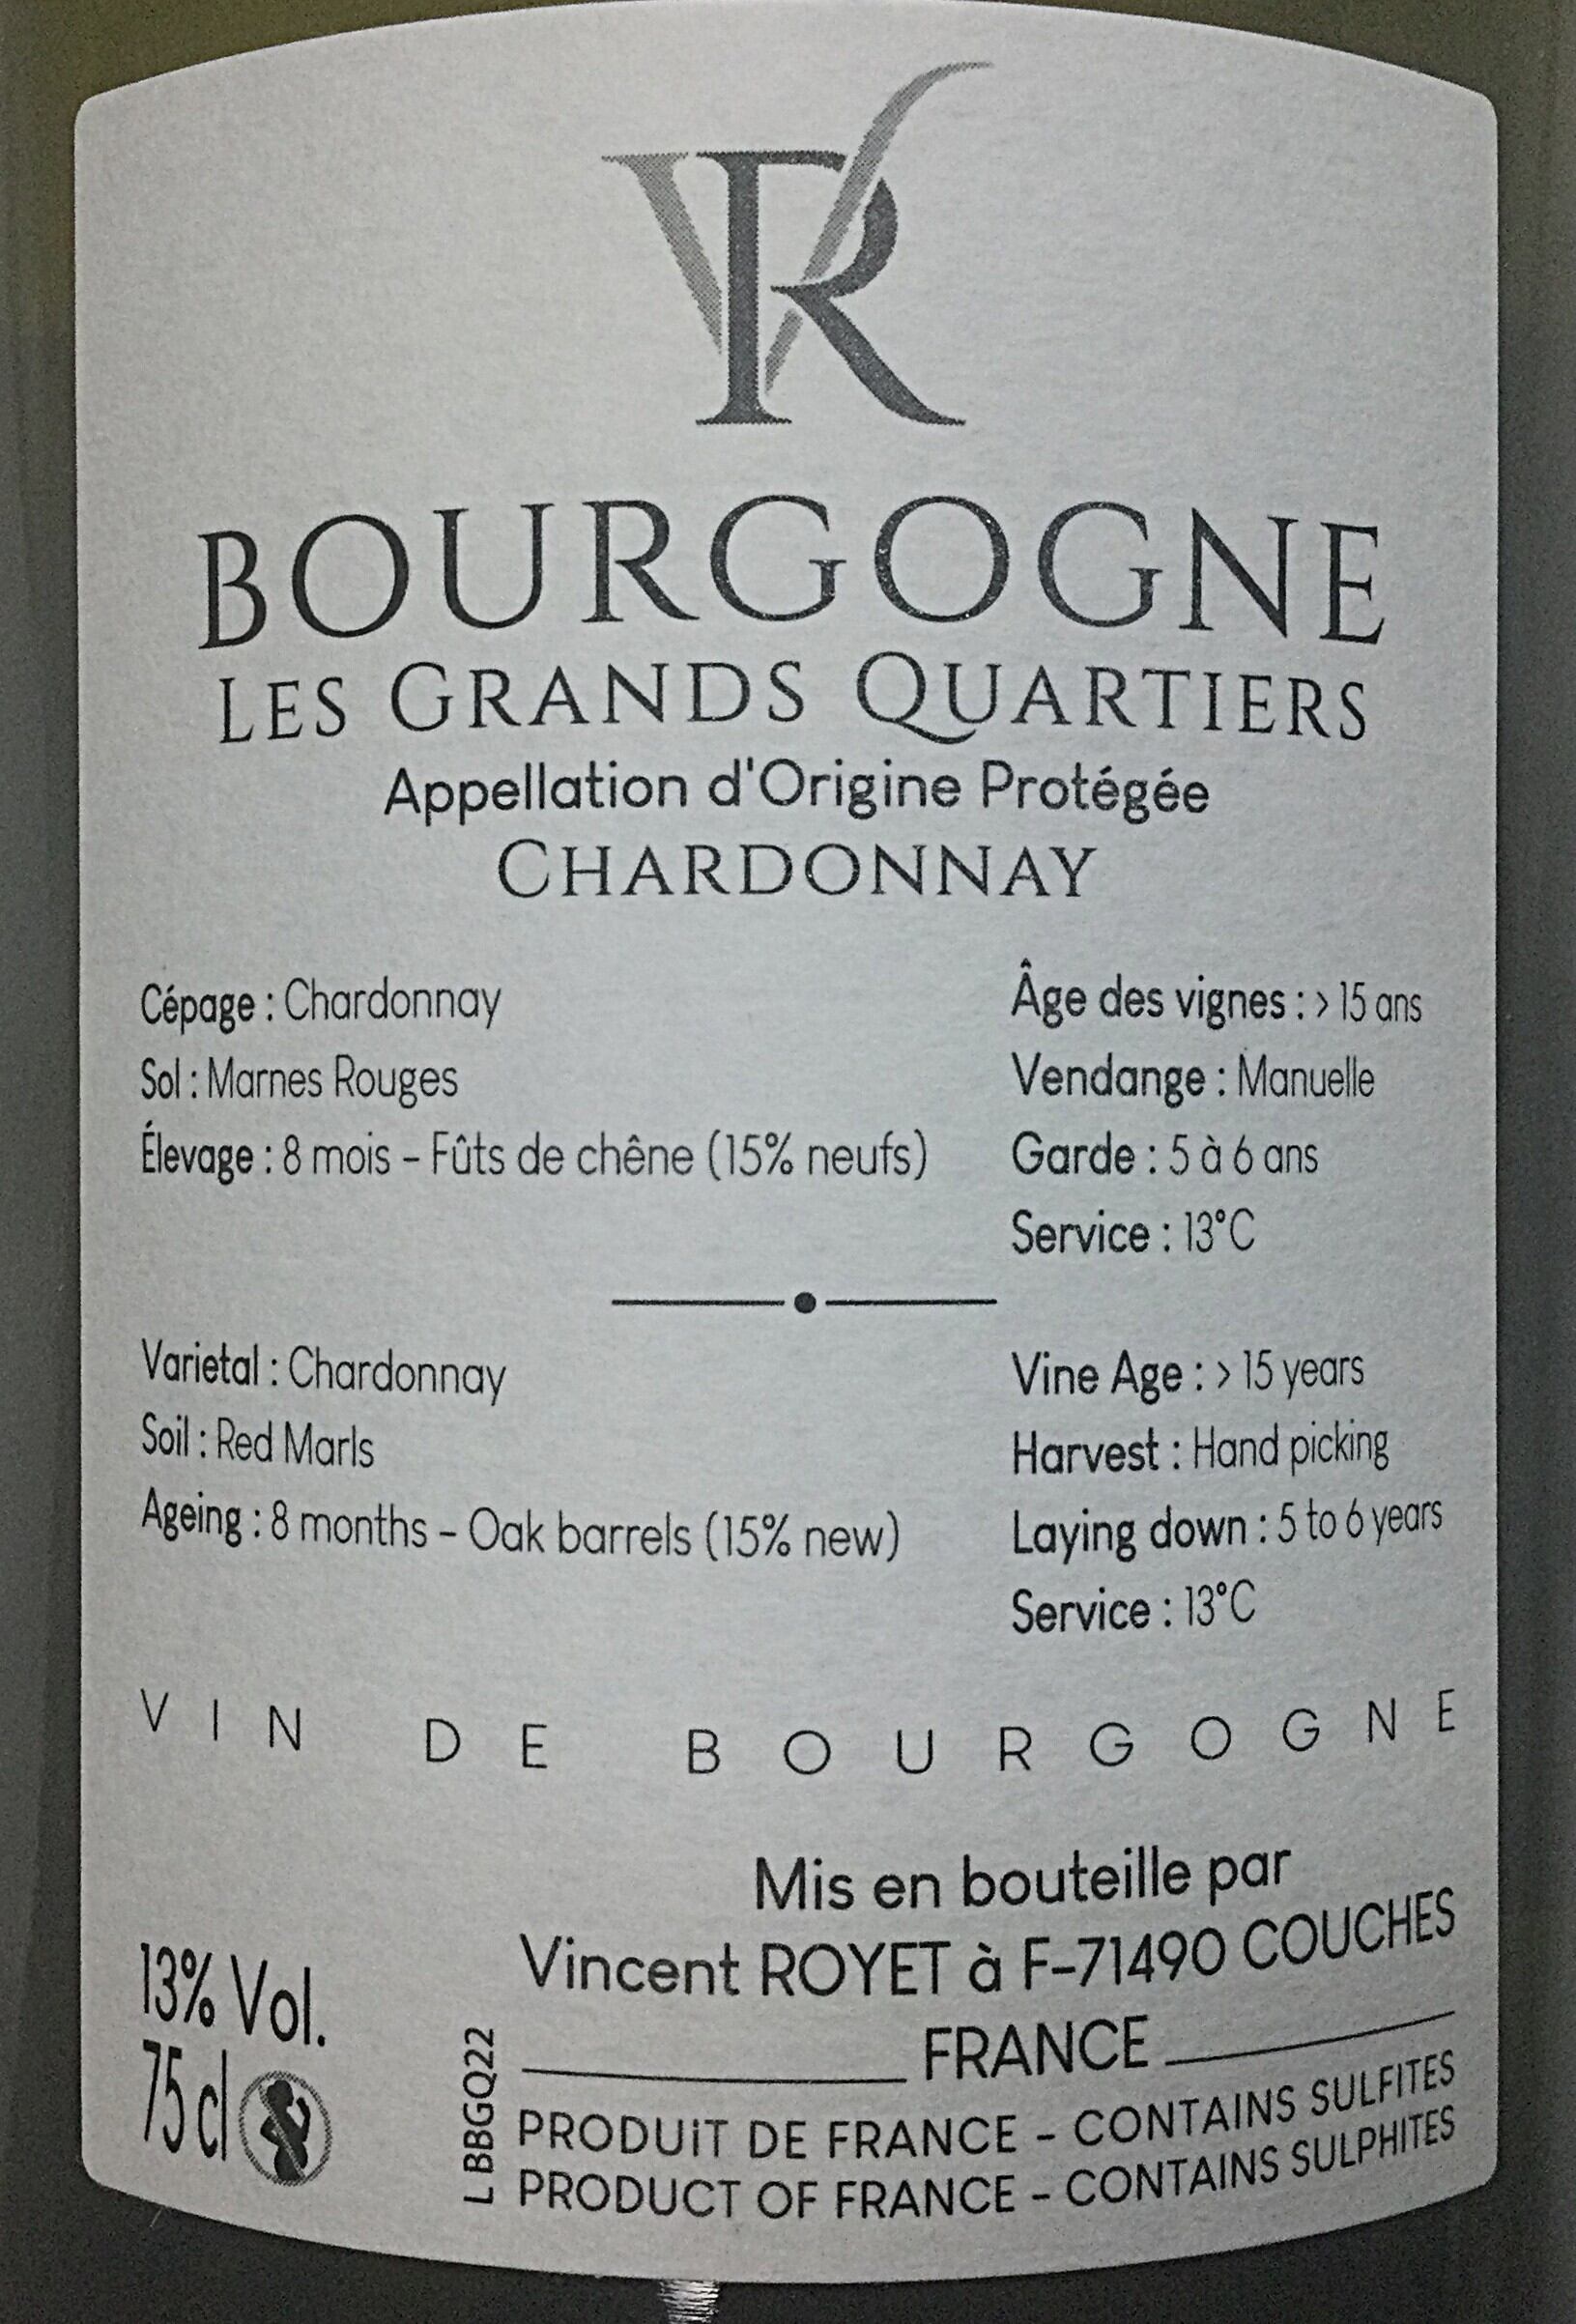 VR
BOURGOGNE
LES GRANDS QUARTIERS
Appellation d'Origine Protégée
CHARDONNAY
Cépage : Chardonnay
Sol : Marnes Rouges
Élevage : 8 mois – Fûts de chêne (15% neufs)
Âge des vignes : > 15 ans
Vendange : Manuelle
Garde : 5 à 6 ans
Service : 13°C
Varietal : Chardonnay
Soil : Red Marls
Ageing : 8 months – Oak barrels (15% new)
Vine Age : > 15 years
Harvest : Hand picking
Laying down : 5 to 6 years
Service : 13°C
VIN DE BOURGOGNE
Mis en bouteille par
Vincent ROYET à F-71490 COUCHES
FRANCE
13% Vol.
75 cl
L BBGQ22
PRODUiT DE FRANCE – CONTAINS SULFITES
PRODUCT OF FRANCE – CONTAINS SULPHITES